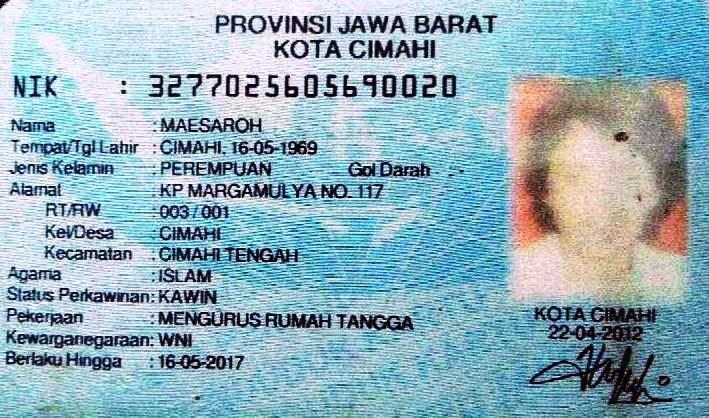 PROVINSI JAWA BARAT
KOTA CIMAHI
NIK : 3277025605690020
Nama : MAESAROH
Tempat/Tgl Lahir : CIMAHI, 16-05-1969
Jenis Kelamin : PEREMPUAN Gol Darah : -
Alamat : KP MARGAMULYA NO. 117
RT/RW : 003 / 001
Kel/Desa : CIMAHI
Kecamatan : CIMAHI TENGAH
Agama : ISLAM
Status Perkawinan: KAWIN
Pekerjaan : MENGURUS RUMAH TANGGA
Kewarganegaraan: WNI
Berlaku Hingga : 16-05-2017
KOTA CIMAHI
22-04-2012